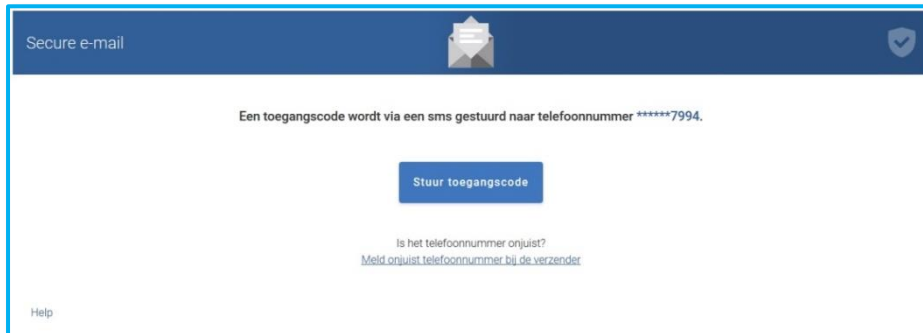 Secure e-mail
Een toegangscode wordt via een sms gestuurd naar telefoonnummer ******7994.
Stuur toegangscode
Is het telefoonnummer onjuist?
Meld onjuist telefoonnummer bij de verzender
Help